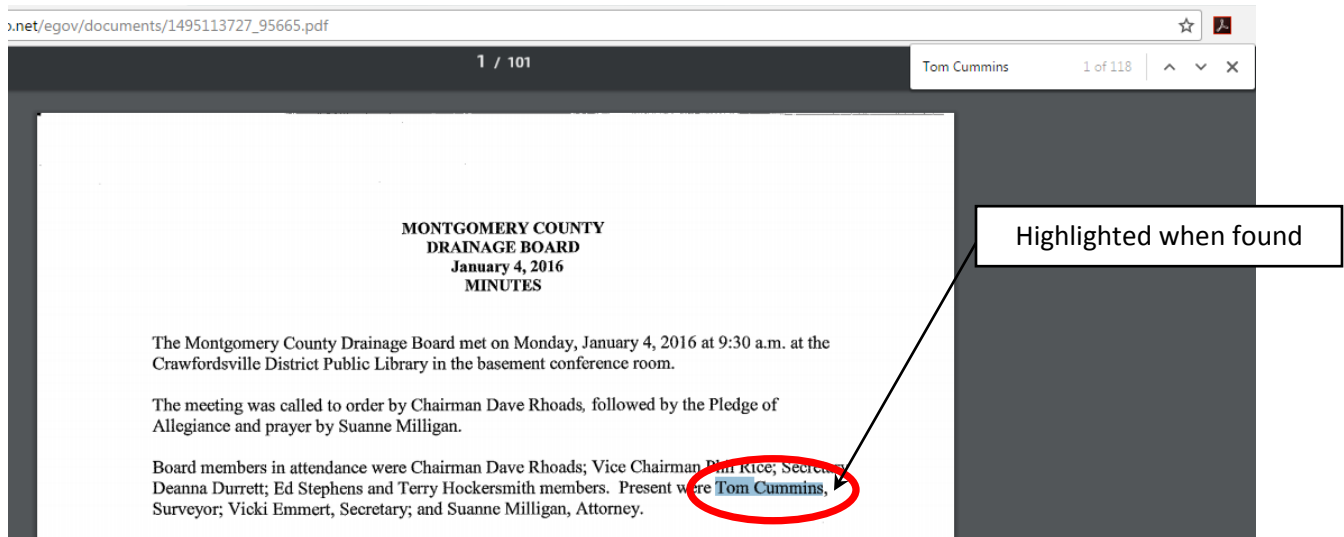 o.net/egov/documents/1495113727_95665.pdf
1 / 101
Tom Cummins 1 of 118
MONTGOMERY COUNTY
DRAINAGE BOARD
January 4, 2016
MINUTES
Highlighted when found
The Montgomery County Drainage Board met on Monday, January 4, 2016 at 9:30 a.m. at the
Crawfordsville District Public Library in the basement conference room.
The meeting was called to order by Chairman Dave Rhoads, followed by the Pledge of
Allegiance and prayer by Suanne Milligan.
Board members in attendance were Chairman Dave Rhoads; Vice Chairman Phil Rice; Secretary
Deanna Durrett; Ed Stephens and Terry Hockersmith members. Present were Tom Cummins,
Surveyor; Vicki Emmert, Secretary; and Suanne Milligan, Attorney.